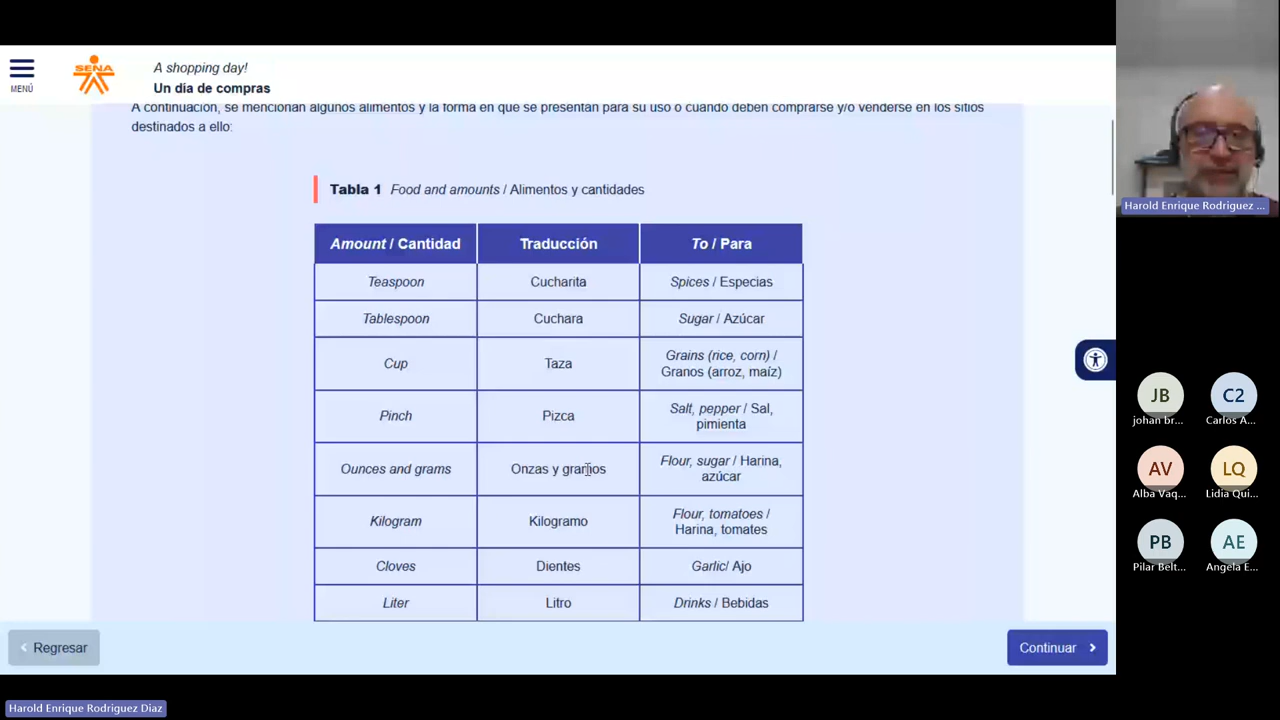 MENÚ
SENA
A shopping day!
Un día de compras
A continuación, se mencionan algunos alimentos y la forma en que se presentan para su uso o cuando deben comprarse y/o venderse en los sitios
destinados a ello:
Tabla 1 Food and amounts / Alimentos y cantidades
Amount / Cantidad Traducción To / Para
Teaspoon Cucharita Spices / Especias
Tablespoon Cuchara Sugar / Azúcar
Cup Taza Grains (rice, corn) /
Granos (arroz, maíz)
Pinch Pizca Salt, pepper / Sal,
pimienta
Ounces and grams Onzas y gramos Flour, sugar / Harina,
azúcar
Kilogram Kilogramo Flour, tomatoes /
Harina, tomates
Cloves Dientes Garlic/ Ajo
Liter Litro Drinks / Bebidas
Regresar
Continuar
Harold Enrique Rodriguez Diaz
Harold Enrique Rodriguez ...
JB C2
johan br... Carlos A...
AV LQ
Alba Vaq... Lidia Qui...
PB AE
Pilar Belt... Angela E...